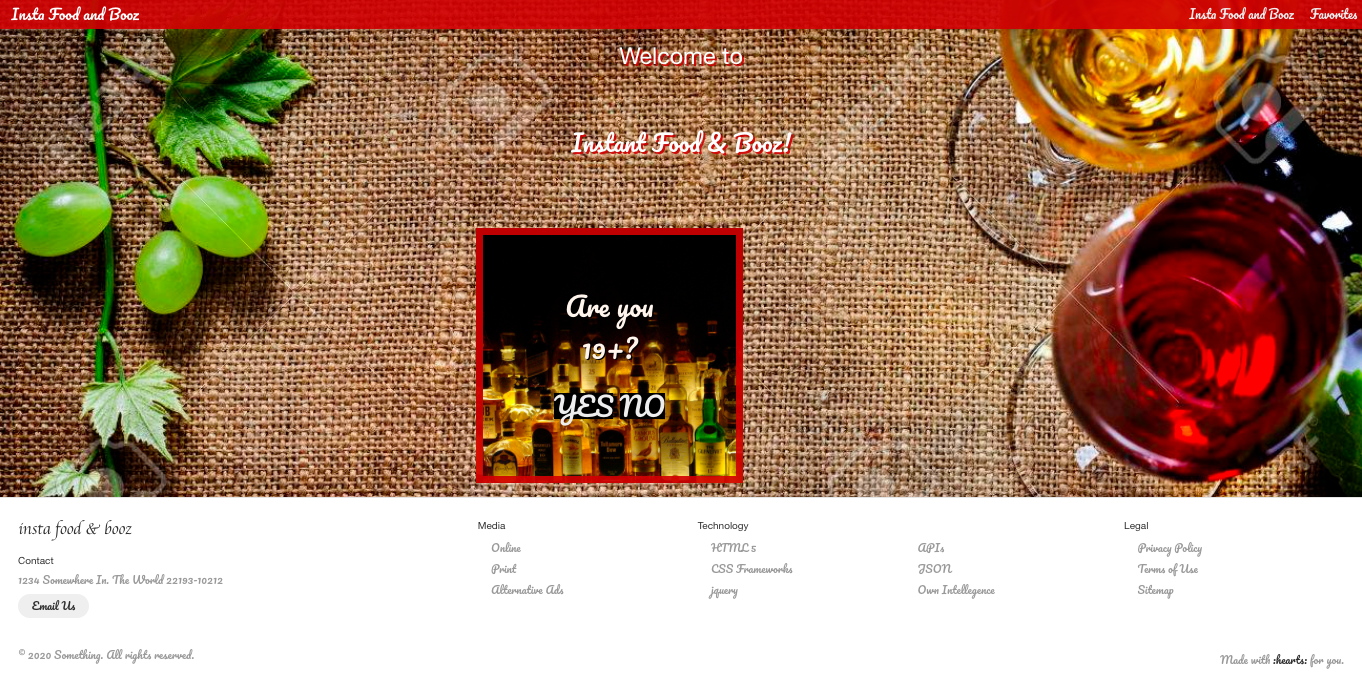 Insta Food and Booz
Insta Food and Booz Favorites
Welcome to
Instant Food & Booz!
Are you
19+?
YES NO
insta food & booz
Contact
1234 Somewhere In. The World 22193-10212
Email Us
Media
Online
Print
Alternative Ads
Technology
HTML 5
CSS Frameworks
jquery
APIs
JSON
Own Intellegence
Legal
Privacy Policy
Terms of Use
Sitemap
© 2020 Something. All rights reserved.
Made with :hearts: for you.